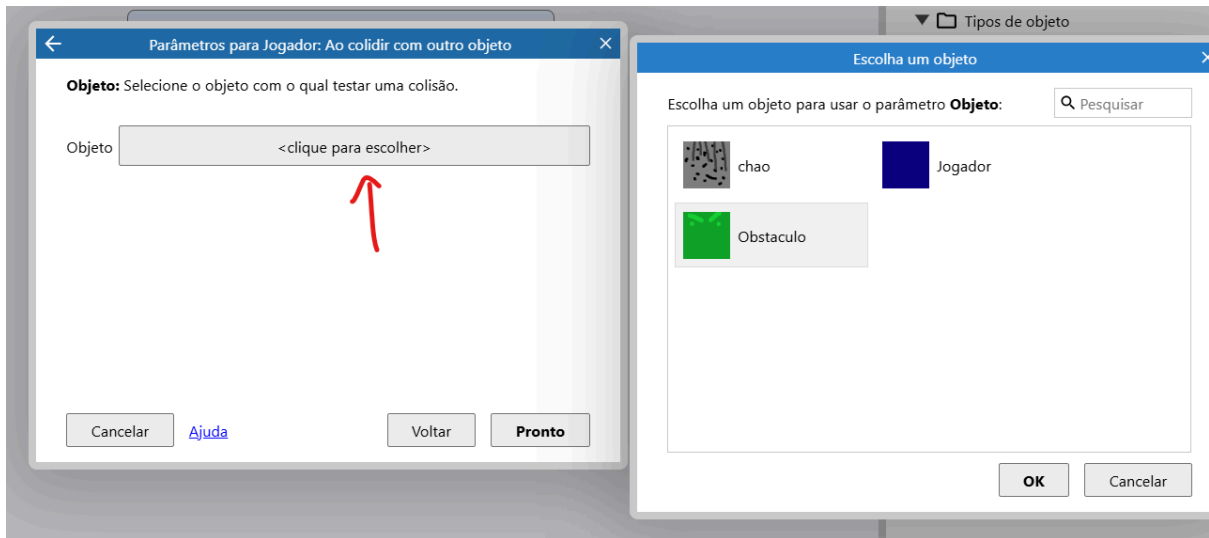 Tipos de objeto
Parâmetros para Jogador: Ao colidir com outro objeto
Objeto: Selecione o objeto com o qual testar uma colisão.
Objeto
<clique para escolher>
Cancelar
Ajuda
Voltar
Pronto
Escolha um objeto
Escolha um objeto para usar o parâmetro Objeto:
Pesquisar
chao
Jogador
Obstaculo
OK
Cancelar